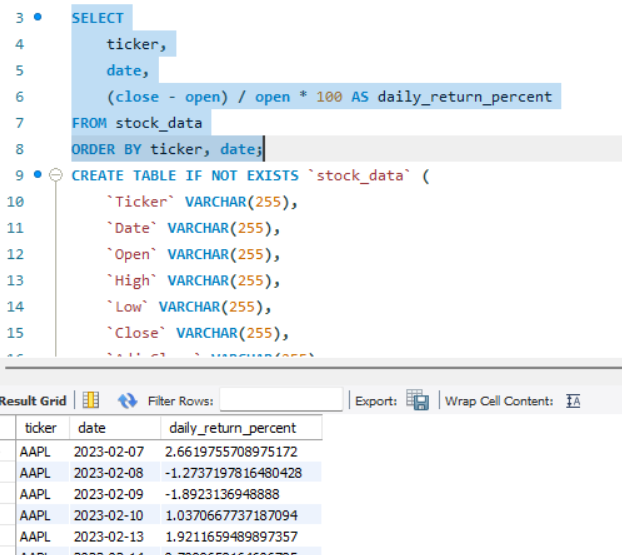 3 SELECT
4 ticker,
5 date,
6 (close - open) / open * 100 AS daily_return_percent
7 FROM stock_data
8 ORDER BY ticker, date;
9 CREATE TABLE IF NOT EXISTS `stock_data` (
10 `Ticker` VARCHAR(255),
11 `Date` VARCHAR(255),
12 `Open` VARCHAR(255),
13 `High` VARCHAR(255),
14 `Low` VARCHAR(255),
15 `Close` VARCHAR(255),
Result Grid Filter Rows: Export: Wrap Cell Content:
ticker date daily_return_percent
AAPL 2023-02-07 2.6619755708975172
AAPL 2023-02-08 -1.2737197816480428
AAPL 2023-02-09 -1.8923136948888
AAPL 2023-02-10 1.0370667737187094
AAPL 2023-02-13 1.9211659489897357